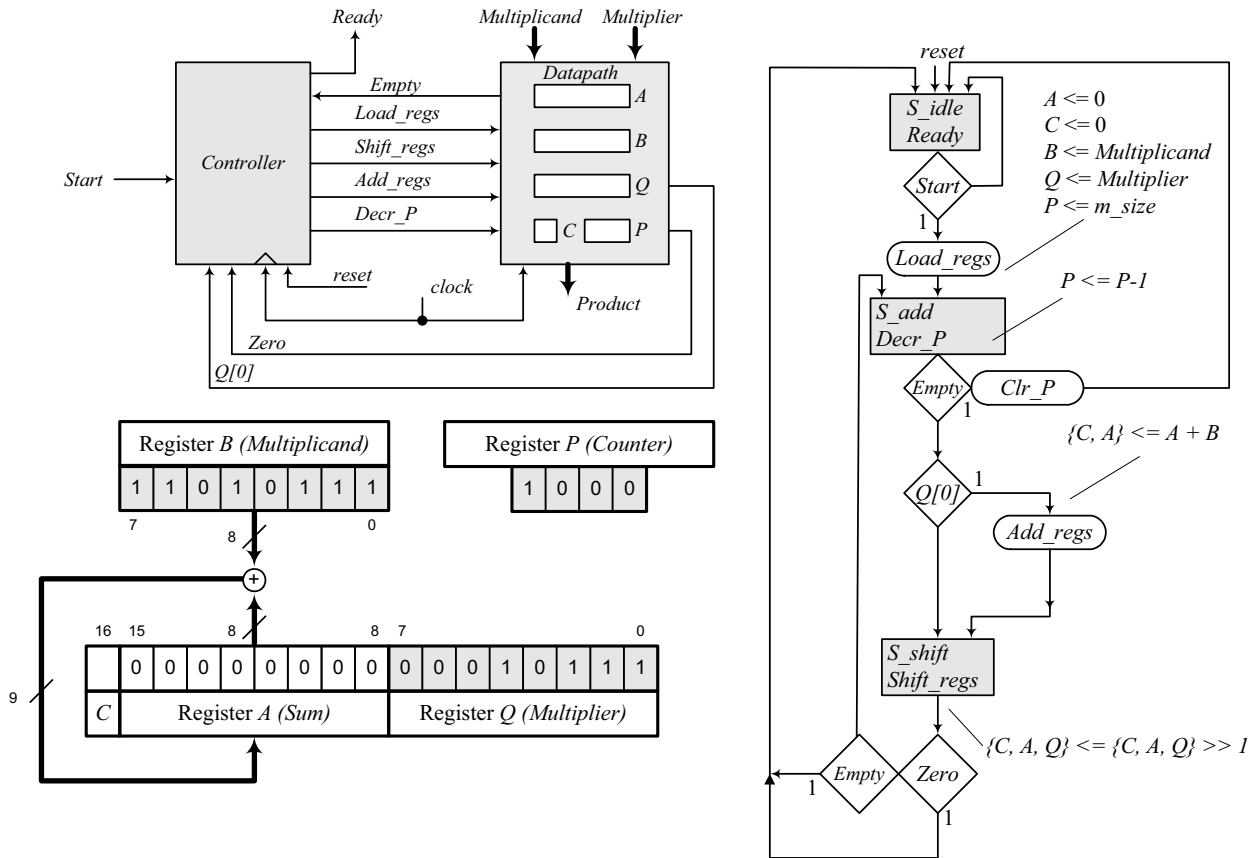 Ready
Multiplicand
Multiplier
Controller
Start
Empty
Load_regs
Shift_regs
Add_regs
Decr_P
Datapath
A
B
Q
C
P
reset
clock
Product
Zero
Q[0]
Register B (Multiplicand)
1 1 0 1 0 1 1 1
7 0
8
Register P (Counter)
1 0 0 0
+
16 15 8 8 7 0
0 0 0 0 0 0 0 0 0 0 0 1 0 1 1 1
C Register A (Sum) Register Q (Multiplier)
9
reset
S_idle
Ready
A <= 0
C <= 0
B <= Multiplicand
Q <= Multiplier
P <= m_size
Start
1
Load_regs
P <= P-1
S_add
Decr_P
Empty
1
Clr_P
{C, A} <= A + B
Q[0]
1
Add_regs
S_shift
Shift_regs
{C, A, Q} <= {C, A, Q} >> 1
Empty
1
Zero
1